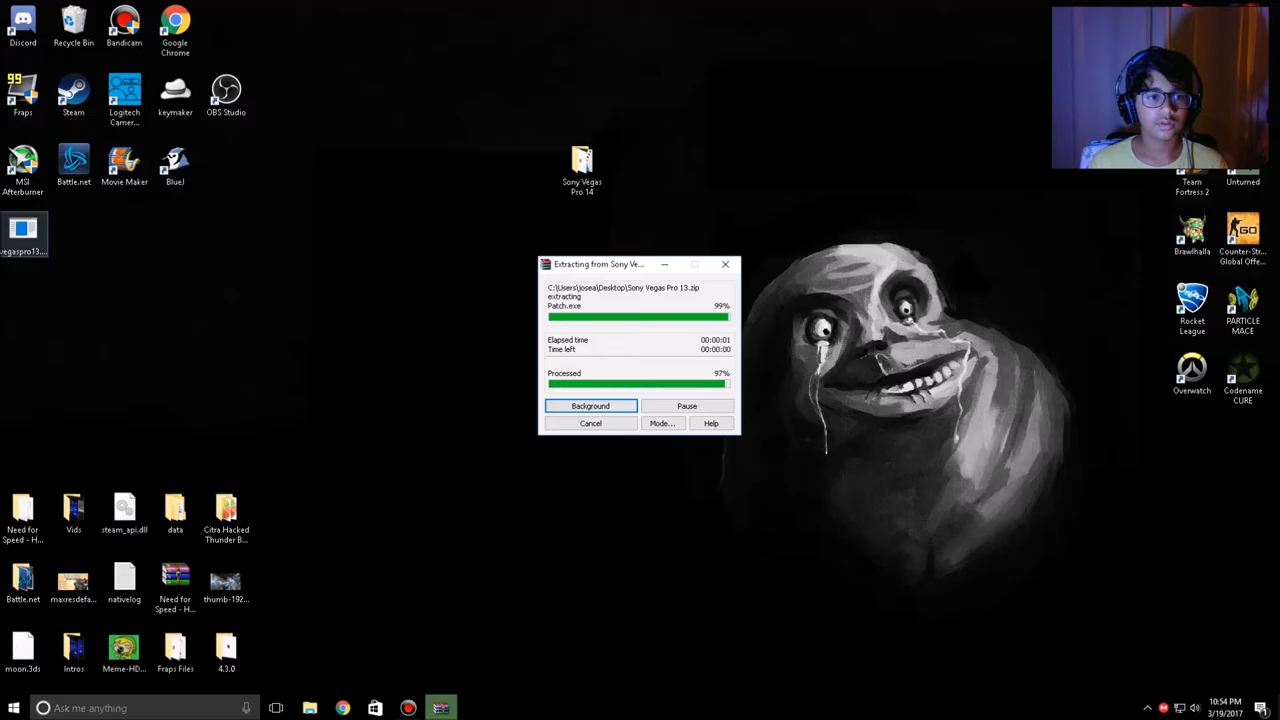 Discord
Recycle Bin
Bandicam
Google
Chrome
99
Fraps
Steam
Logitech
Camer...
keymaker
OBS Studio
MSI
Afterburner
Battle.net
Movie Maker
BlueJ
vegaspro13...
Sony Vegas
Pro 14
Team
Fortress 2
Unturned
Brawlhalla
GO
Counter-Str...
Global Offe...
Rocket
League
PARTICLE
MACE
Overwatch
Codename
CURE
Extracting from Sony Ve...
C:\Users\josea\Desktop\Sony Vegas Pro 13.zip
extracting
Patch.exe 99%
Elapsed time 00:00:01
Time left 00:00:00
Processed 97%
Background Pause
Cancel Mode... Help
Need for
Speed - H...
Vids
steam_api.dll
data
Citra Hacked
Thunder B...
Battle.net
maxresdefa...
nativelog
Need for
Speed - H...
thumb-192...
moon.3ds
Intros
Meme-HD...
Fraps Files
4.3.0
Ask me anything
10:54 PM
3/19/2017